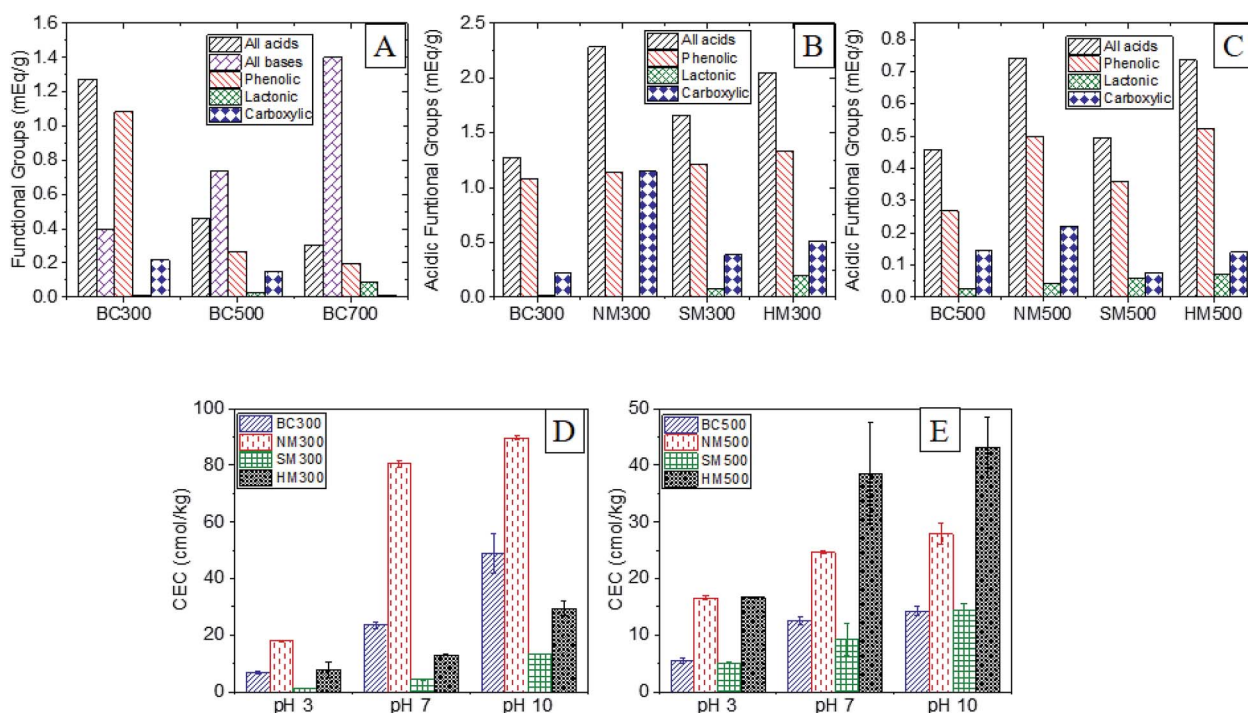 Functional Groups (mEq/g)
1.6
1.4
1.2
1.0
0.8
0.6
0.4
0.2
0.0
All acids
All bases
Phenolic
Lactonic
Carboxylic
A
BC300 BC500 BC700
Acidic Funtional Groups (mEq/g)
2.5
2.0
1.5
1.0
0.5
0.0
All acids
Phenolic
Lactonic
Carboxylic
B
BC300 NM300 SM300 HM300
Acidic Functional Groups (mEq/g)
0.8
0.7
0.6
0.5
0.4
0.3
0.2
0.1
0.0
All acids
Phenolic
Lactonic
Carboxylic
C
BC500 NM500 SM500 HM500
CEC (cmol/kg)
100
80
60
40
20
0
BC300
NM300
SM300
HM300
D
pH 3 pH 7 pH 10
CEC (cmol/kg)
50
40
30
20
10
0
BC500
NM500
SM500
HM500
E
pH 3 pH 7 pH 10